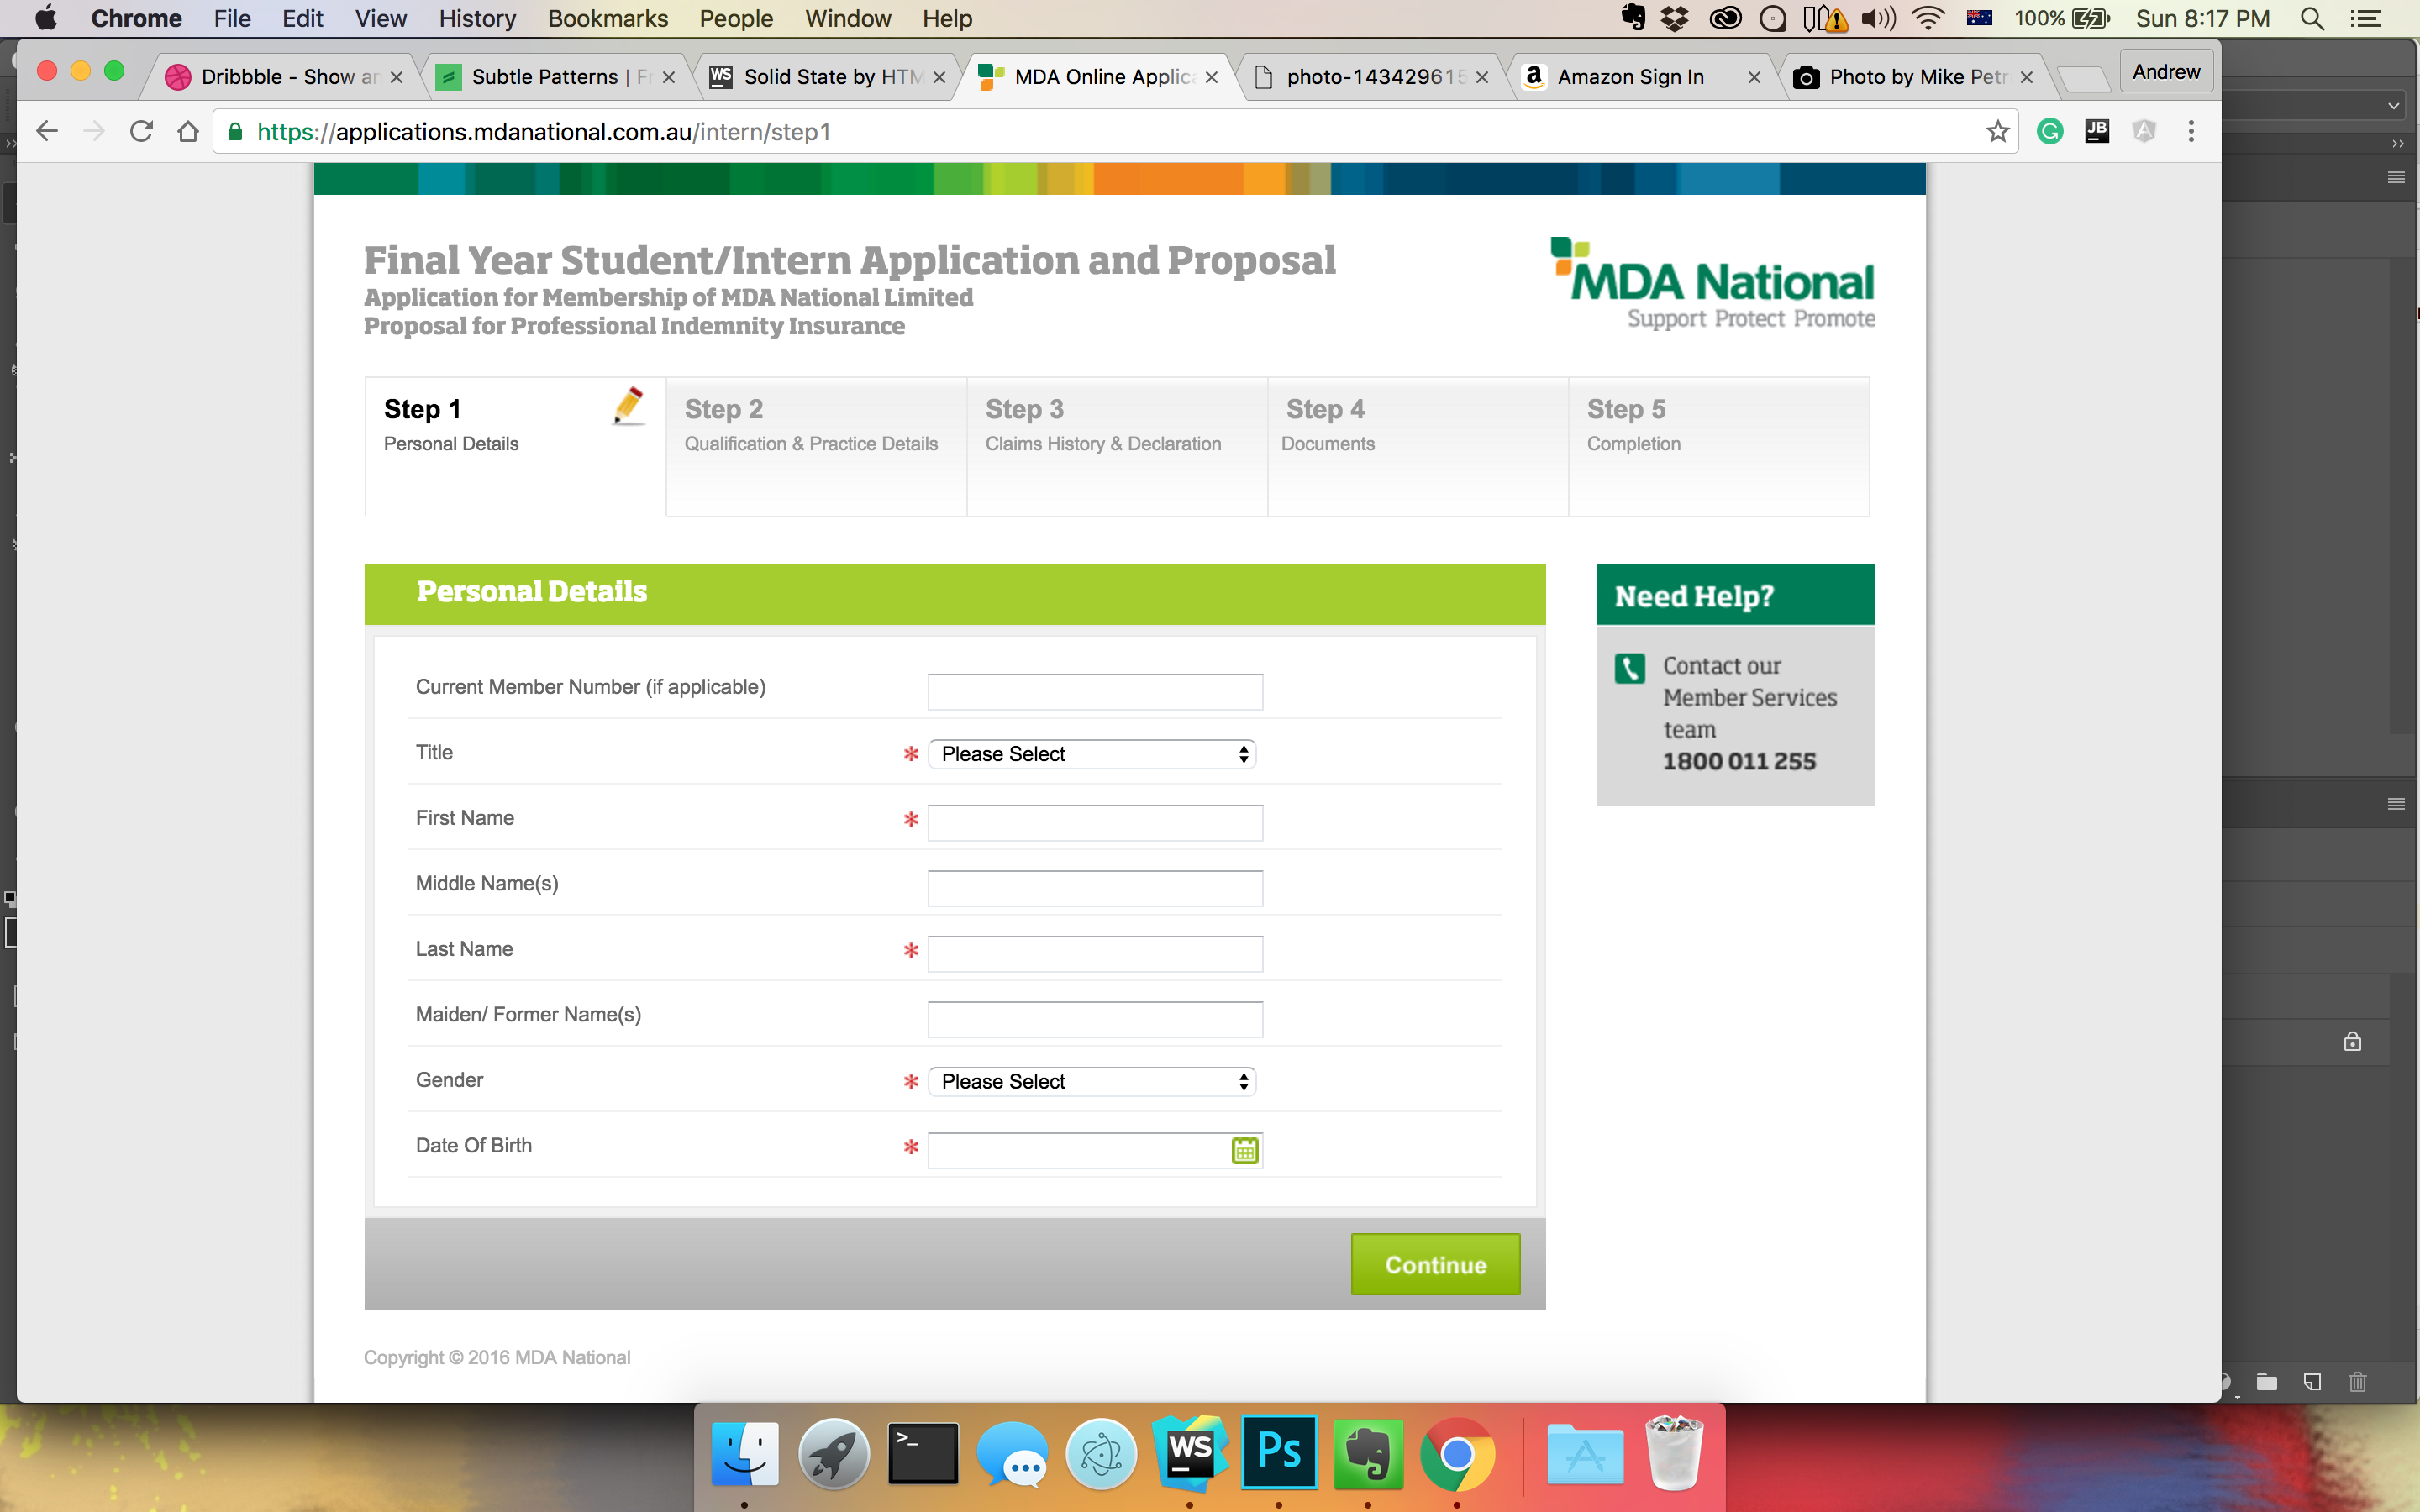 Chrome File Edit View History Bookmarks People Window Help 100% Sun 8:17 PM
Dribbble - Show an Subtle Patterns | Fr Solid State by HTM MDA Online Applica photo-143429615 Amazon Sign In Photo by Mike Petr Andrew
https://applications.mdanational.com.au/intern/step1
JB
Final Year Student/Intern Application and Proposal
Application for Membership of MDA National Limited
Proposal for Professional Indemnity Insurance
MDA National
Support Protect Promote
Step 1 Step 2 Step 3 Step 4 Step 5
Personal Details Qualification & Practice Details Claims History & Declaration Documents Completion
Personal Details
Need Help?
Contact our
Member Services
team
1800 011 255
Current Member Number (if applicable)
Title * Please Select
First Name *
Middle Name(s)
Last Name *
Maiden/ Former Name(s)
Gender * Please Select
Date Of Birth *
Continue
Copyright © 2016 MDA National
WS Ps